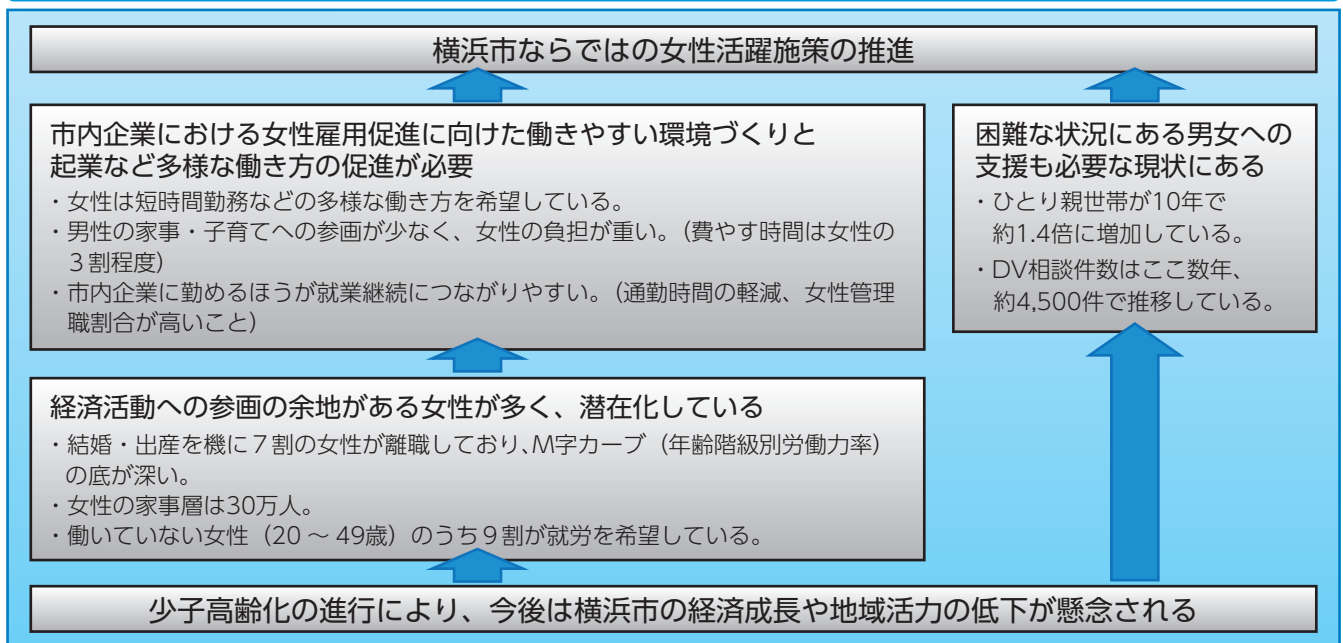 横浜市ならではの女性活躍施策の推進
市内企業における女性雇用促進に向けた働きやすい環境づくりと
起業など多様な働き方の促進が必要
・女性は短時間勤務などの多様な働き方を希望している。
・男性の家事・子育てへの参画が少なく、女性の負担が重い。（費やす時間は女性の
３割程度）
・市内企業に勤めるほうが就業継続につながりやすい。（通勤時間の軽減、女性管理
職割合が高いこと）
困難な状況にある男女への
支援も必要な現状にある
・ひとり親世帯が10年で
約1.4倍に増加している。
・DV相談件数はここ数年、
約4,500件で推移している。
経済活動への参画の余地がある女性が多く、潜在化している
・結婚・出産を機に７割の女性が離職しており、M字カーブ（年齢階級別労働力率）
の底が深い。
・女性の家事層は30万人。
・働いていない女性（20 ～ 49歳）のうち９割が就労を希望している。
少子高齢化の進行により、今後は横浜市の経済成長や地域活力の低下が懸念される